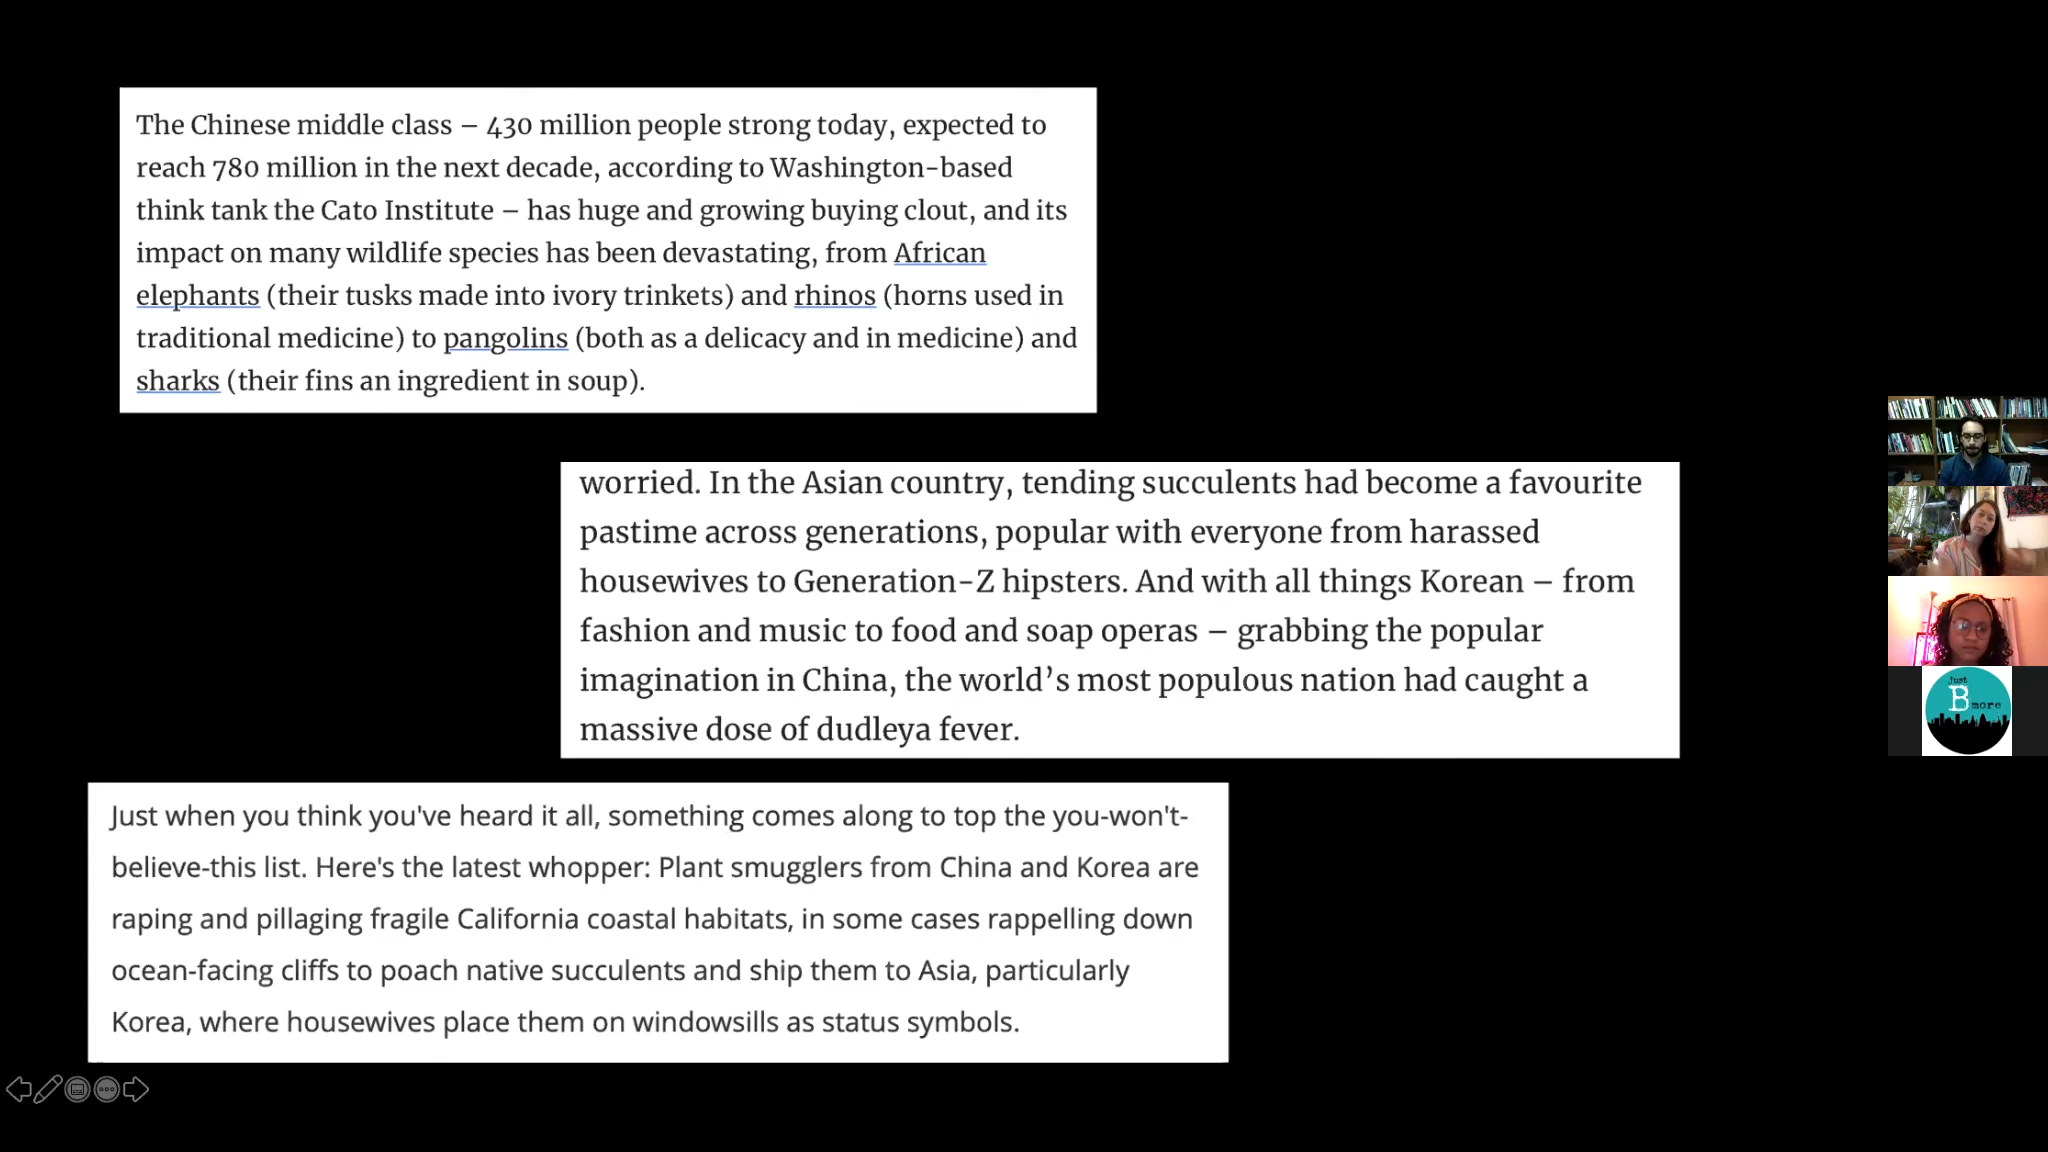 The Chinese middle class – 430 million people strong today, expected to
reach 780 million in the next decade, according to Washington-based
think tank the Cato Institute – has huge and growing buying clout, and its
impact on many wildlife species has been devastating, from African
elephants (their tusks made into ivory trinkets) and rhinos (horns used in
traditional medicine) to pangolins (both as a delicacy and in medicine) and
sharks (their fins an ingredient in soup).
worried. In the Asian country, tending succulents had become a favourite
pastime across generations, popular with everyone from harassed
housewives to Generation-Z hipsters. And with all things Korean – from
fashion and music to food and soap operas – grabbing the popular
imagination in China, the world’s most populous nation had caught a
massive dose of dudleya fever.
Just when you think you've heard it all, something comes along to top the you-won't-
believe-this list. Here's the latest whopper: Plant smugglers from China and Korea are
raping and pillaging fragile California coastal habitats, in some cases rappelling down
ocean-facing cliffs to poach native succulents and ship them to Asia, particularly
Korea, where housewives place them on windowsills as status symbols.
Just
B more